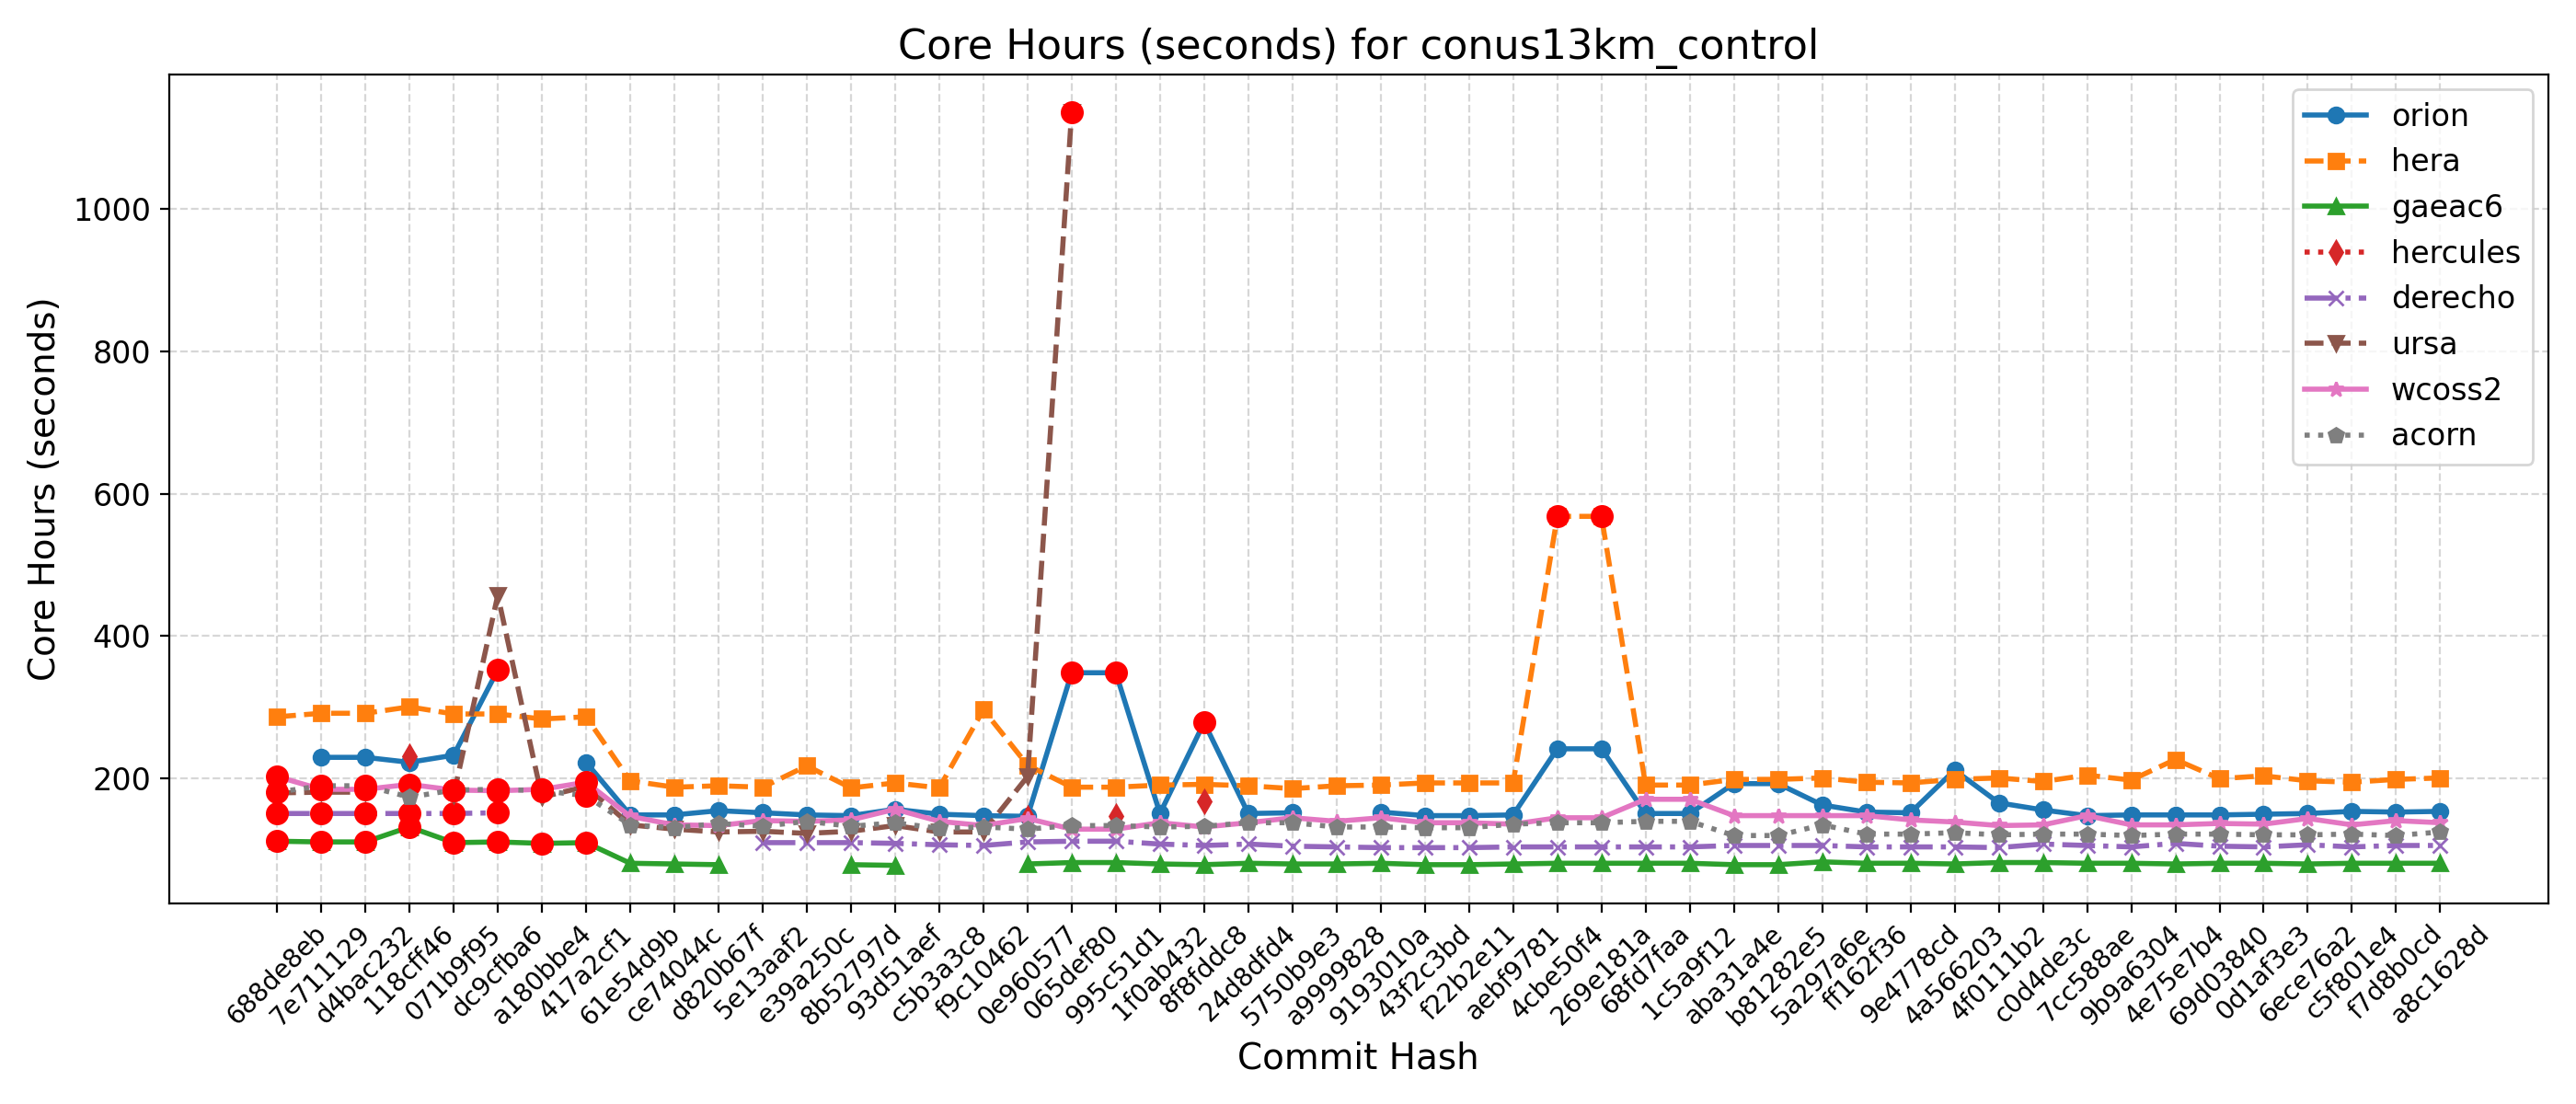 Core Hours (seconds) for conus13km_control
Core Hours (seconds)
1000
800
600
400
200
orion
hera
gaeac6
hercules
derecho
ursa
wcoss2
acorn
688de8eb
7e711129
d4bac232
118cff46
071b9f95
dc9cfba6
a180bbe4
417a2cf1
61e54d9b
ce74044c
d820b67f
5e13aaf2
e39a250c
8b52797d
93d51aef
c5b3a3c8
f9c10462
0e960577
065def80
995c51d1
1f0ab432
8f8fddc8
24d8dfd4
5750b9e3
a9999828
9193010a
43f2c3bd
f22b2e11
aebf9781
4cbe50f4
269e181a
68fd7faa
1c5a9f12
aba31a4e
b81282e5
5a297a6e
ff162f36
9e4778cd
4a566203
4f0111b2
c0d4de3c
7cc588ae
9b9a6304
4e75e7b4
69d03840
0d1af3e3
6ece76a2
c5f801e4
f7d8b0cd
a8c1628d
Commit Hash